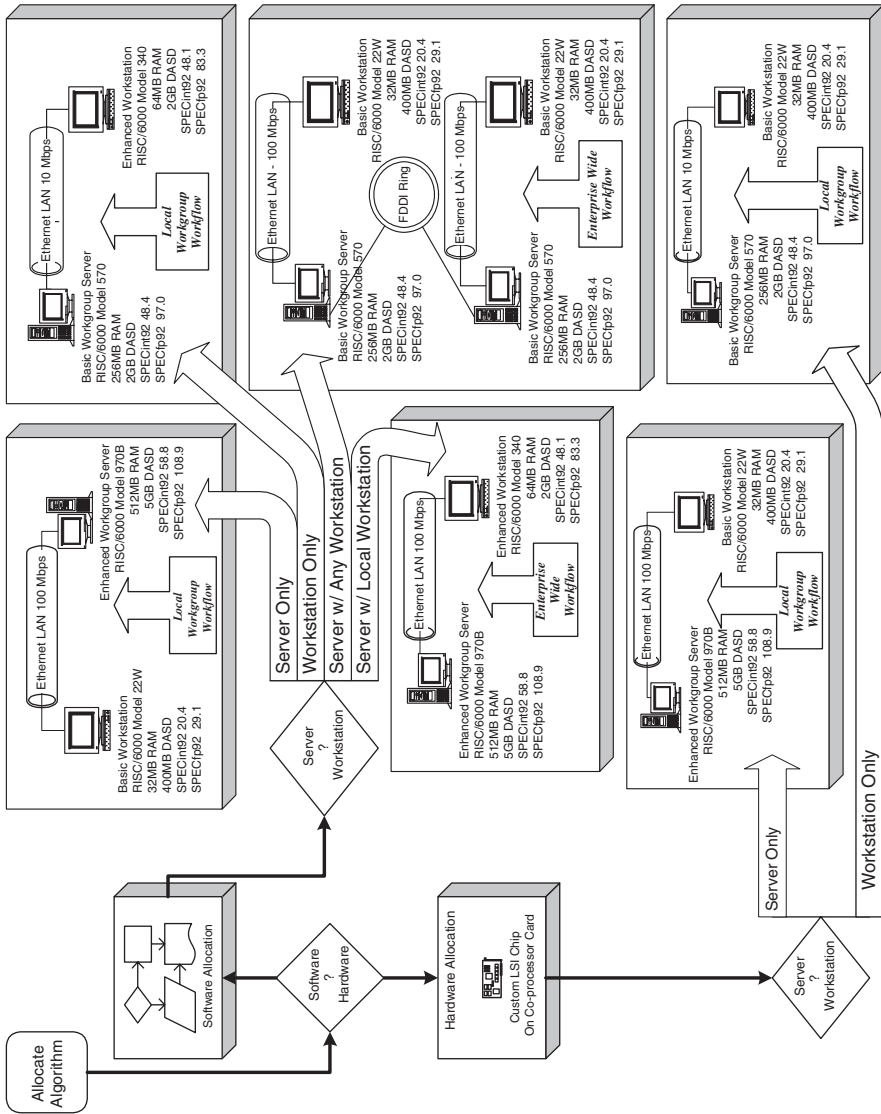 Allocate
Algorithm
Software Allocation
Software
?
Hardware
Hardware Allocation
Custom LSI Chip
On Co-processor Card
Server
?
Workstation
Server Only
Workstation Only
Server w/ Any Workstation
Server w/ Local Workstation
Server
?
Workstation
Server Only
Workstation Only
Ethernet LAN 100 Mbps
Basic Workstation
RISC/6000 Model 22W
32MB RAM
400MB DASD
SPECint92 20.4
SPECfp92 29.1
Enhanced Workgroup Server
RISC/6000 Model 970B
512MB RAM
5GB DASD
SPECint92 58.8
SPECfp92 108.9
Local
Workgroup
Workflow
Ethernet LAN 10 Mbps
Basic Workgroup Server
RISC/6000 Model 570
256MB RAM
2GB DASD
SPECint92 48.4
SPECfp92 97.0
Enhanced Workstation
RISC/6000 Model 340
64MB RAM
2GB DASD
SPECint92 48.1
SPECfp92 83.3
Local
Workgroup
Workflow
Ethernet LAN - 100 Mbps
Basic Workgroup Server
RISC/6000 Model 570
256MB RAM
2GB DASD
SPECint92 48.4
SPECfp92 97.0
Basic Workstation
RISC/6000 Model 22W
32MB RAM
400MB DASD
SPECint92 20.4
SPECfp92 29.1
FDDI Ring
Ethernet LAN - 100 Mbps
Basic Workgroup Server
RISC/6000 Model 570
256MB RAM
2GB DASD
SPECint92 48.4
SPECfp92 97.0
Basic Workstation
RISC/6000 Model 22W
32MB RAM
400MB DASD
SPECint92 20.4
SPECfp92 29.1
Enterprise Wide
Workflow
Ethernet LAN 100 Mbps
Enhanced Workgroup Server
RISC/6000 Model 970B
512MB RAM
5GB DASD
SPECint92 58.8
SPECfp92 108.9
Enhanced Workstation
RISC/6000 Model 340
64MB RAM
2GB DASD
SPECint92 48.1
SPECfp92 83.3
Enterprise
Wide
Workflow
Ethernet LAN 100 Mbps
Enhanced Workgroup Server
RISC/6000 Model 970B
512MB RAM
5GB DASD
SPECint92 58.8
SPECfp92 108.9
Basic Workstation
RISC/6000 Model 22W
32MB RAM
400MB DASD
SPECint92 20.4
SPECfp92 29.1
Local
Workgroup
Workflow
Ethernet LAN 10 Mbps
Basic Workgroup Server
RISC/6000 Model 570
256MB RAM
2GB DASD
SPECint92 48.4
SPECfp92 97.0
Basic Workstation
RISC/6000 Model 22W
32MB RAM
400MB DASD
SPECint92 20.4
SPECfp92 29.1
Local
Workgroup
Workflow